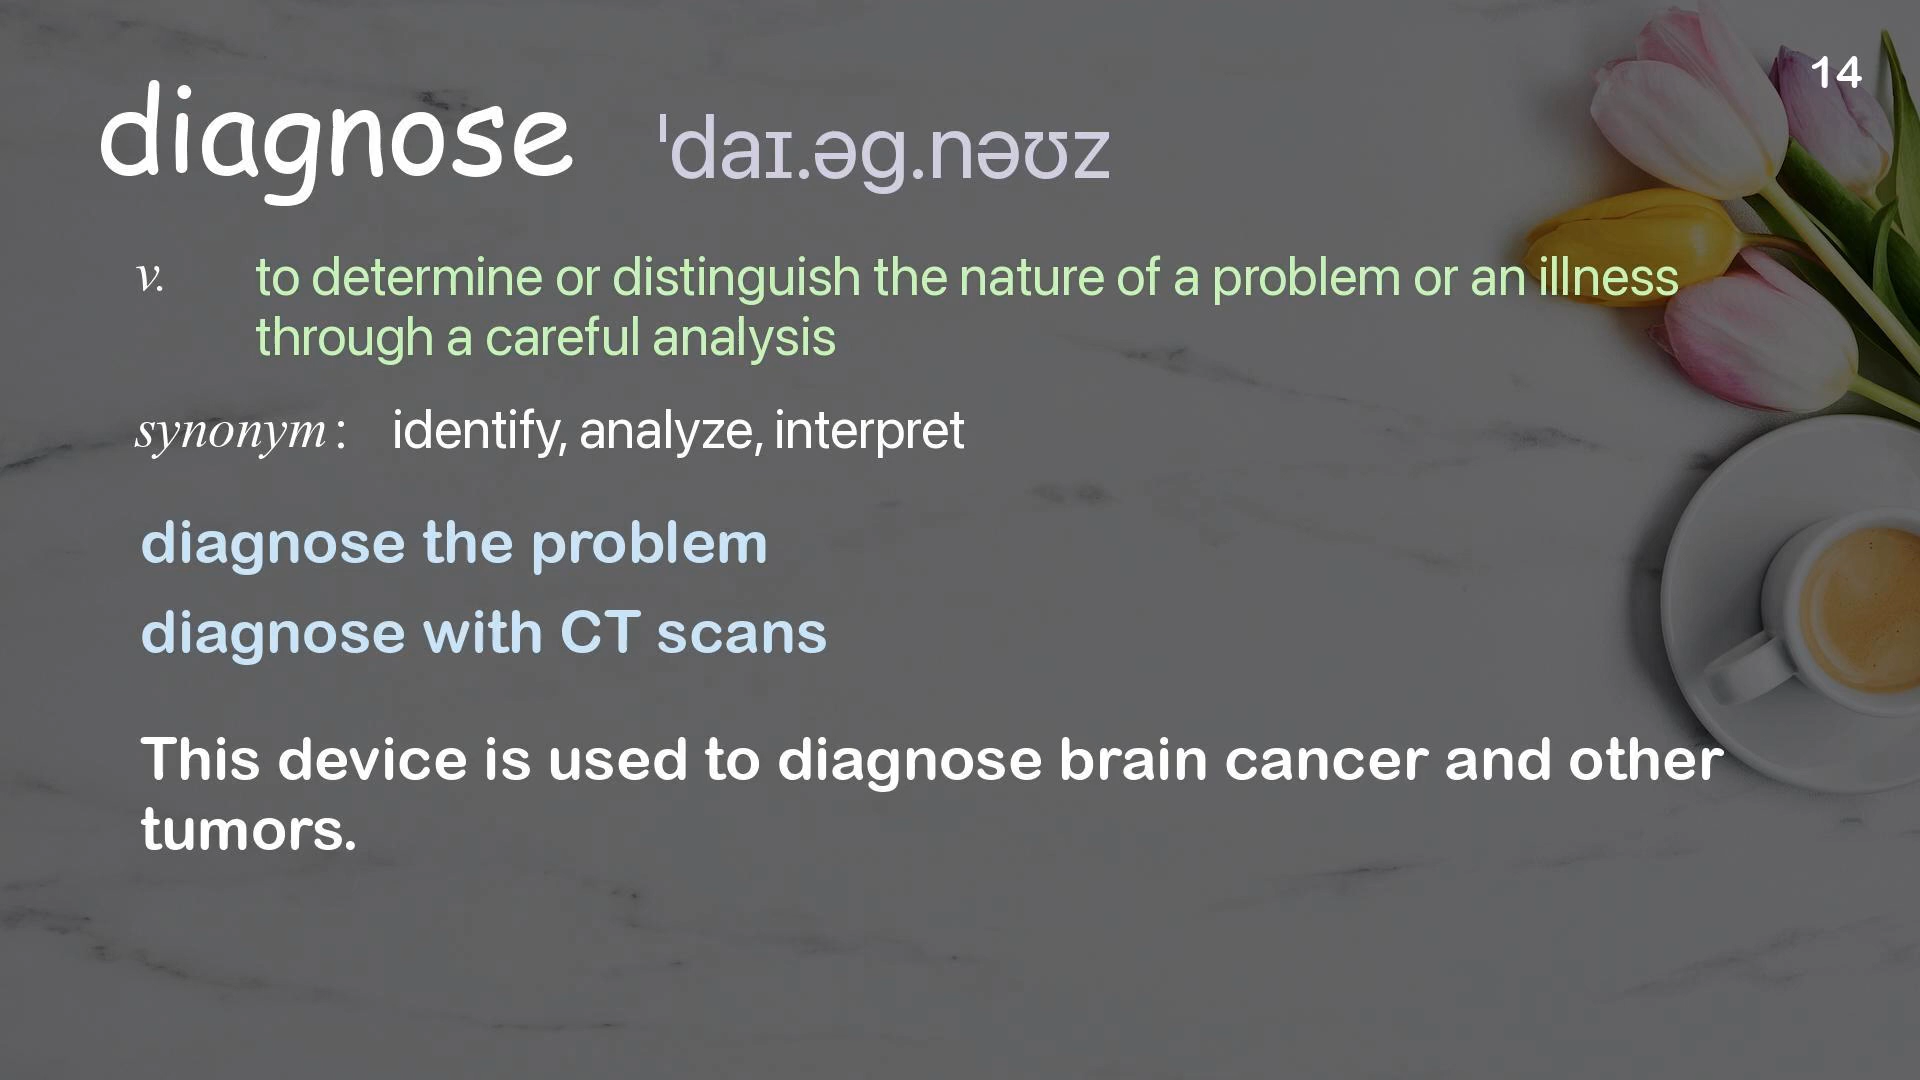 14
diagnose ˈdaɪ.əg.nəʊz
v. to determine or distinguish the nature of a problem or an illness
through a careful analysis
synonym: identify, analyze, interpret
diagnose the problem
diagnose with CT scans
This device is used to diagnose brain cancer and other
tumors.